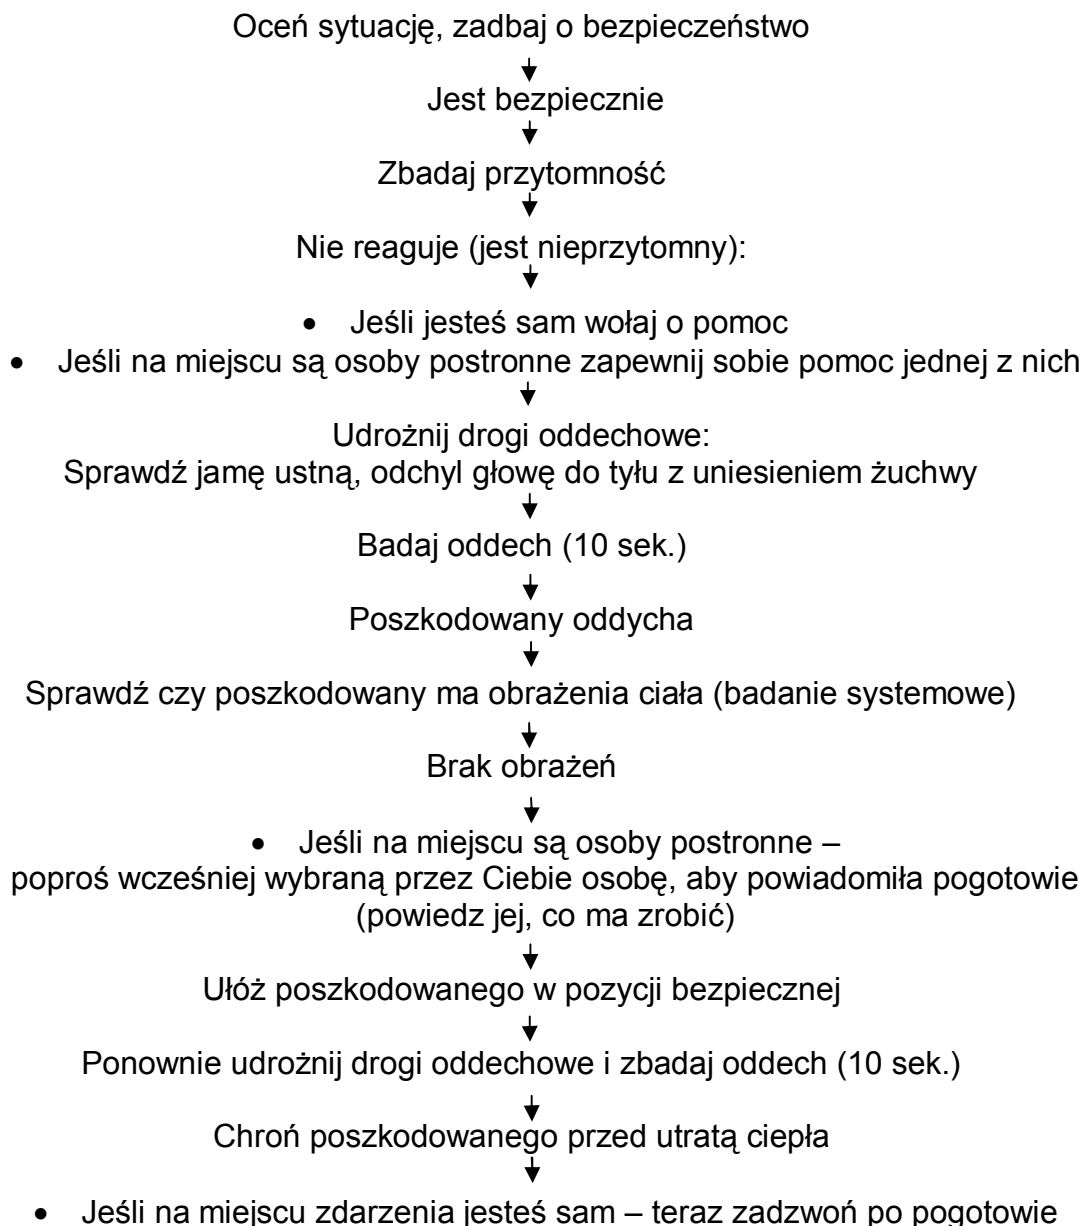 Oceń sytuację, zadbaj o bezpieczeństwo
Jest bezpiecznie
Zbadaj przytomność
Nie reaguje (jest nieprzytomny):
• Jeśli jesteś sam wołaj o pomoc
• Jeśli na miejscu są osoby postronne zapewnij sobie pomoc jednej z nich
Udrożnij drogi oddechowe:
Sprawdź jamę ustną, odchyl głowę do tyłu z uniesieniem żuchwy
Badaj oddech (10 sek.)
Poszkodowany oddycha
Sprawdź czy poszkodowany ma obrażenia ciała (badanie systemowe)
Brak obrażeń
• Jeśli na miejscu są osoby postronne –
poproś wcześniej wybraną przez Ciebie osobę, aby powiadomiła pogotowie
(powiedz jej, co ma zrobić)
Ułóż poszkodowanego w pozycji bezpiecznej
Ponownie udrożnij drogi oddechowe i zbadaj oddech (10 sek.)
Chroń poszkodowanego przed utratą ciepła
• Jeśli na miejscu zdarzenia jesteś sam – teraz zadzwoń po pogotowie